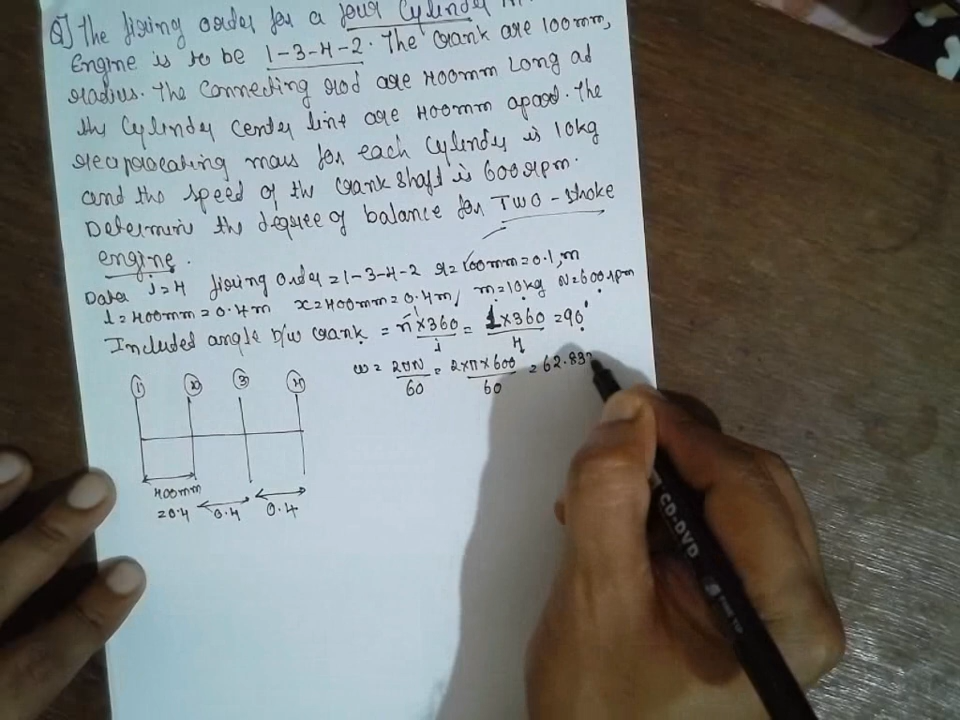 Q] The firing order for a four cylinder
Engine is to be 1-3-4-2. The Crank are 100mm,
radius. The Connecting rod are 400mm Long ad
the Cylinder Center line are 400mm apart. The
reciprocating mass for each Cylinder is 10kg
and the speed of the Crank shaft is 600rpm.
Determine the degree of balance for Two-stroke
engine.
Data i=4 firing order=1-3-4-2 r=100mm=0.1,m
l=400mm=0.4m x=400mm=0.4m, m=10kg N=600rpm
Included angle b/w Crank = n×360/i = 1×360/4 =90°
ω = 2πN/60 = 2×π×600/60 = 62.83
1 2 3 4
400mm
=0.4 0.4 0.4
CD-DVD